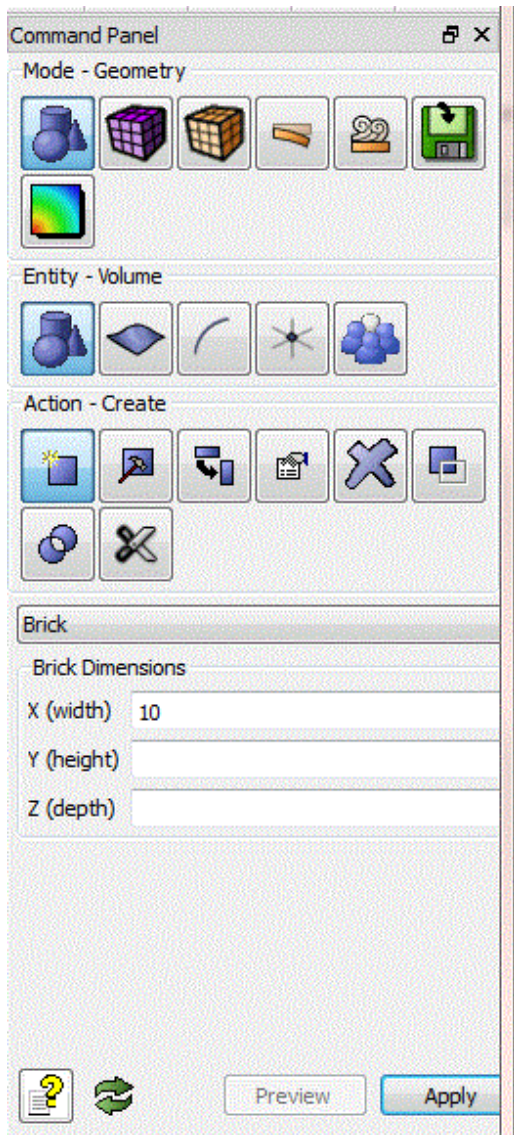 Command Panel
Mode - Geometry
Entity - Volume
Action - Create
Brick
Brick Dimensions
X (width) 10
Y (height)
Z (depth)
Preview Apply